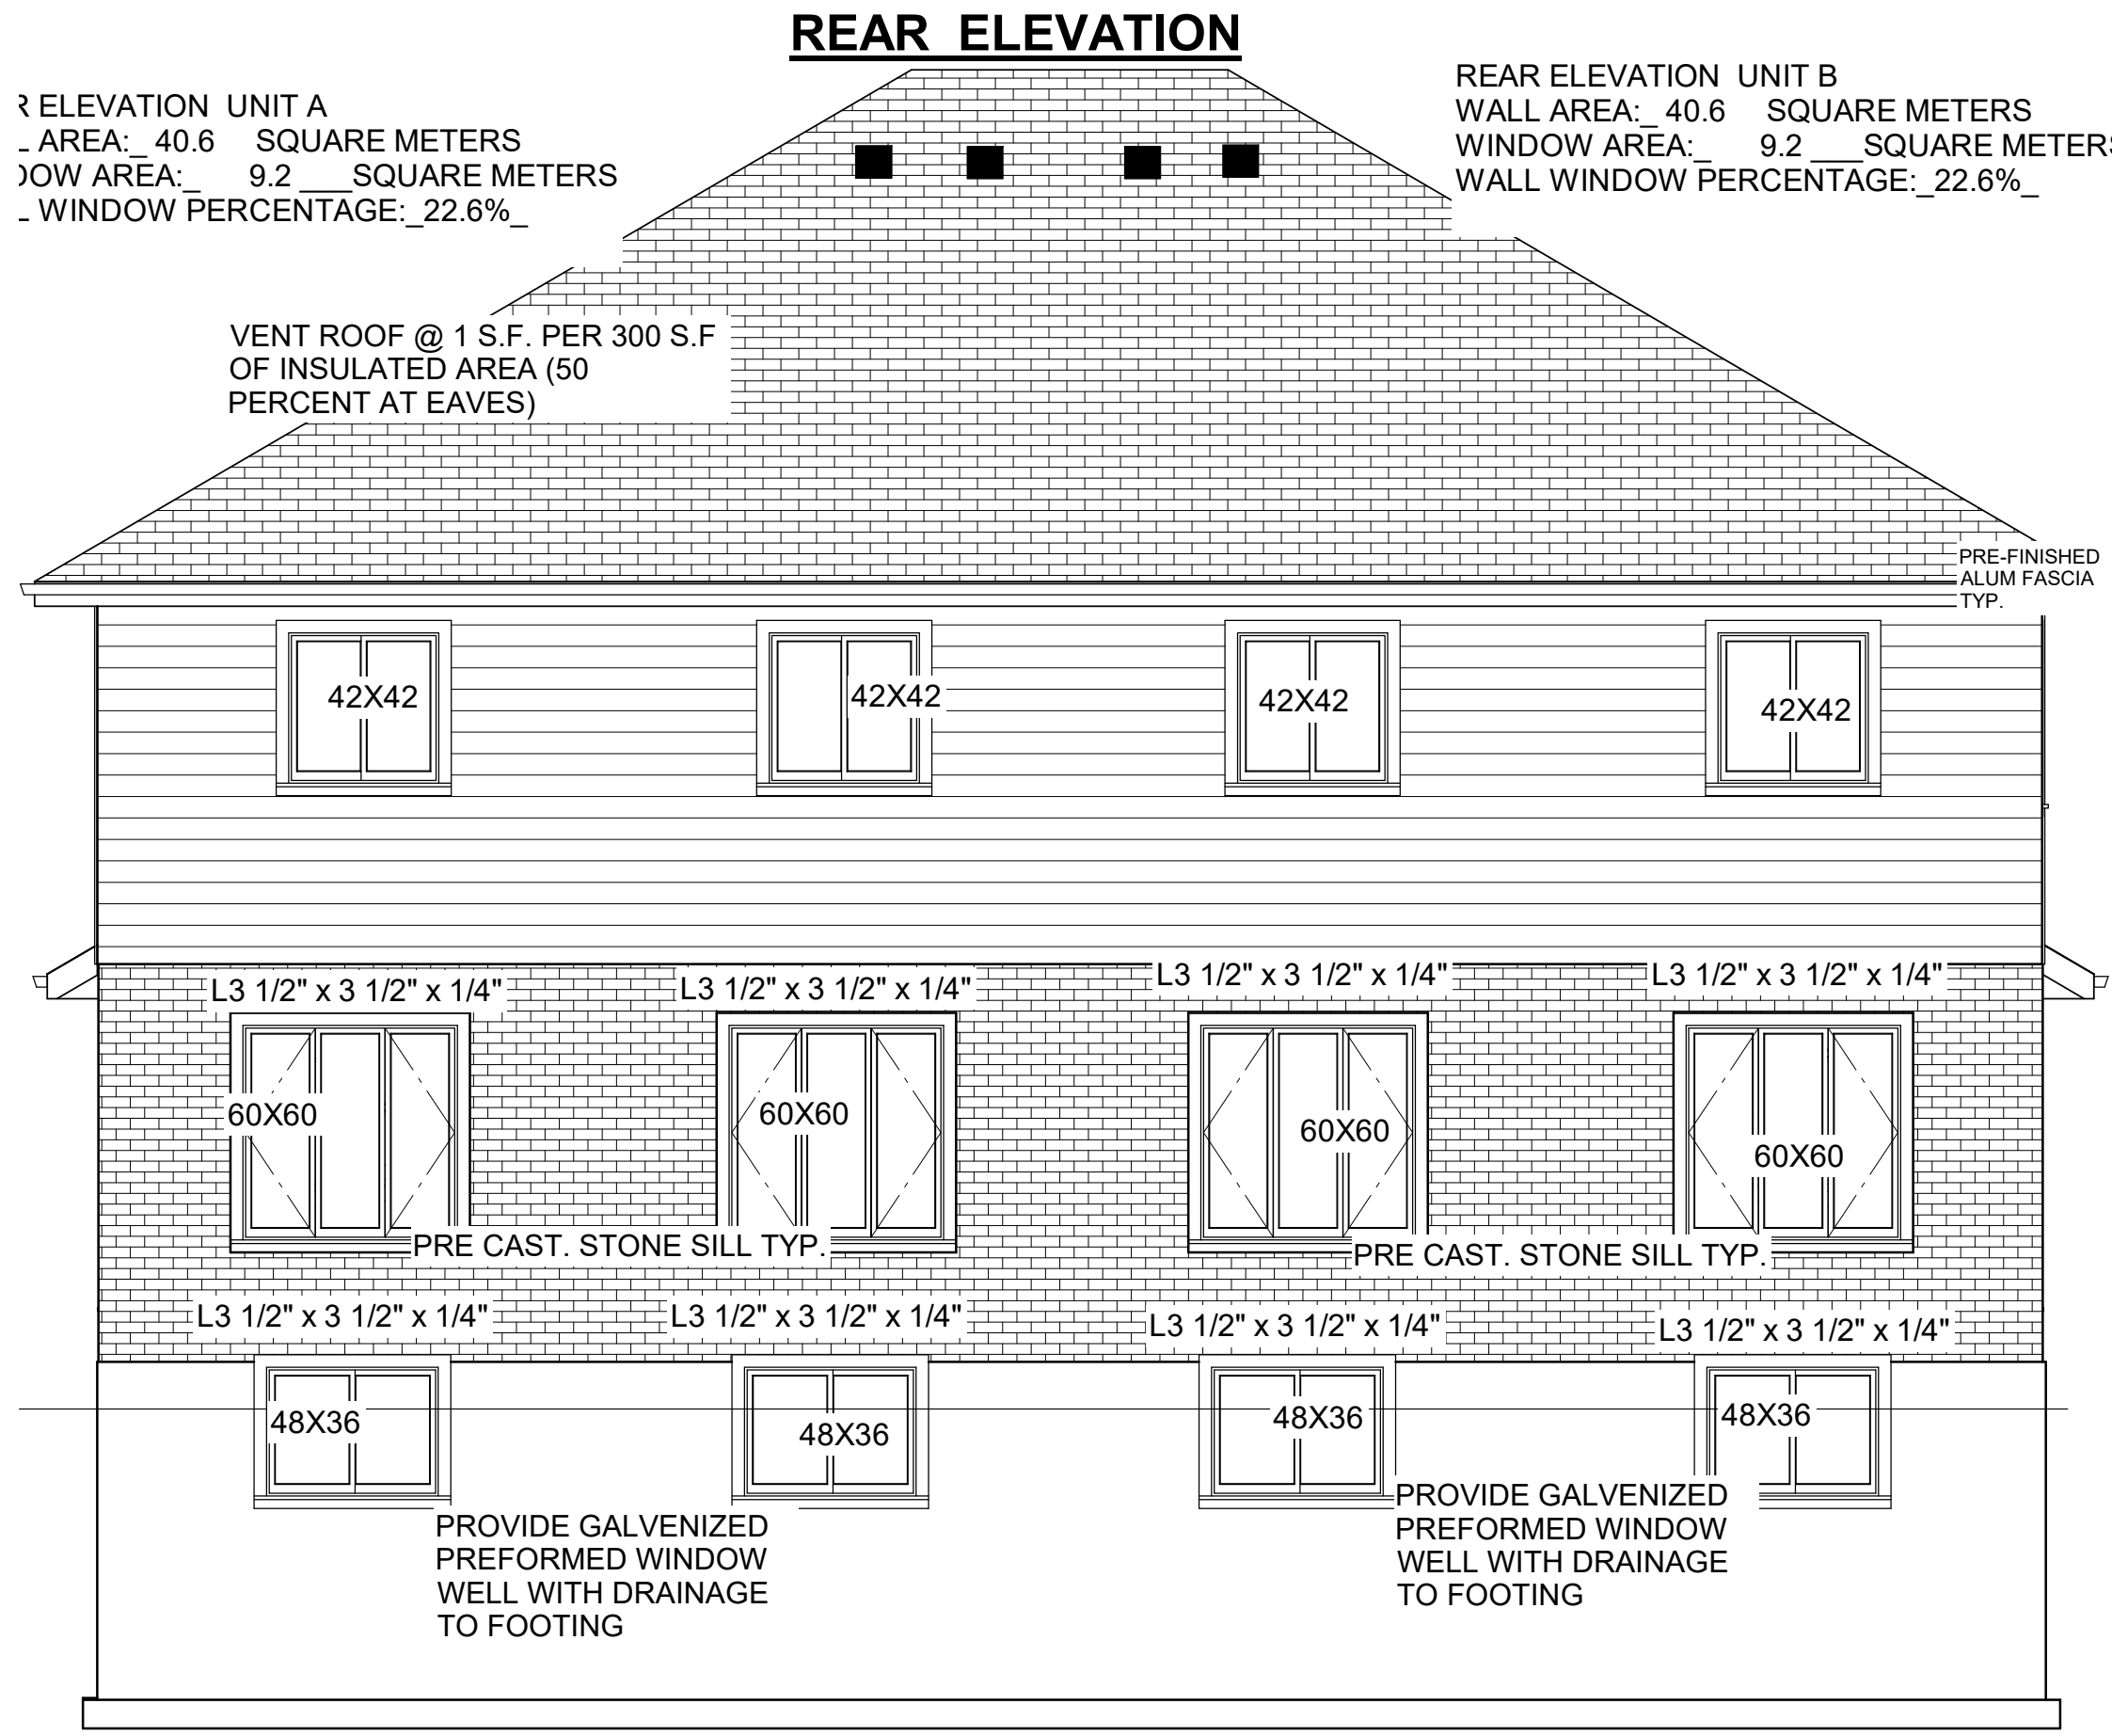 REAR ELEVATION
R ELEVATION UNIT A
L AREA:_ 40.6 SQUARE METERS
DOW AREA:_ 9.2 ___SQUARE METERS
L WINDOW PERCENTAGE:_22.6%_
REAR ELEVATION UNIT B
WALL AREA:_ 40.6 SQUARE METERS
WINDOW AREA:_ 9.2 ___SQUARE METERS
WALL WINDOW PERCENTAGE:_22.6%_
VENT ROOF @ 1 S.F. PER 300 S.F
OF INSULATED AREA (50
PERCENT AT EAVES)
PRE-FINISHED
ALUM FASCIA
TYP.
42X42
42X42
42X42
42X42
L3 1/2" x 3 1/2" x 1/4"
L3 1/2" x 3 1/2" x 1/4"
L3 1/2" x 3 1/2" x 1/4"
L3 1/2" x 3 1/2" x 1/4"
60X60
60X60
60X60
60X60
PRE CAST. STONE SILL TYP.
PRE CAST. STONE SILL TYP.
L3 1/2" x 3 1/2" x 1/4"
L3 1/2" x 3 1/2" x 1/4"
L3 1/2" x 3 1/2" x 1/4"
L3 1/2" x 3 1/2" x 1/4"
48X36
48X36
48X36
48X36
PROVIDE GALVENIZED
PREFORMED WINDOW
WELL WITH DRAINAGE
TO FOOTING
PROVIDE GALVENIZED
PREFORMED WINDOW
WELL WITH DRAINAGE
TO FOOTING